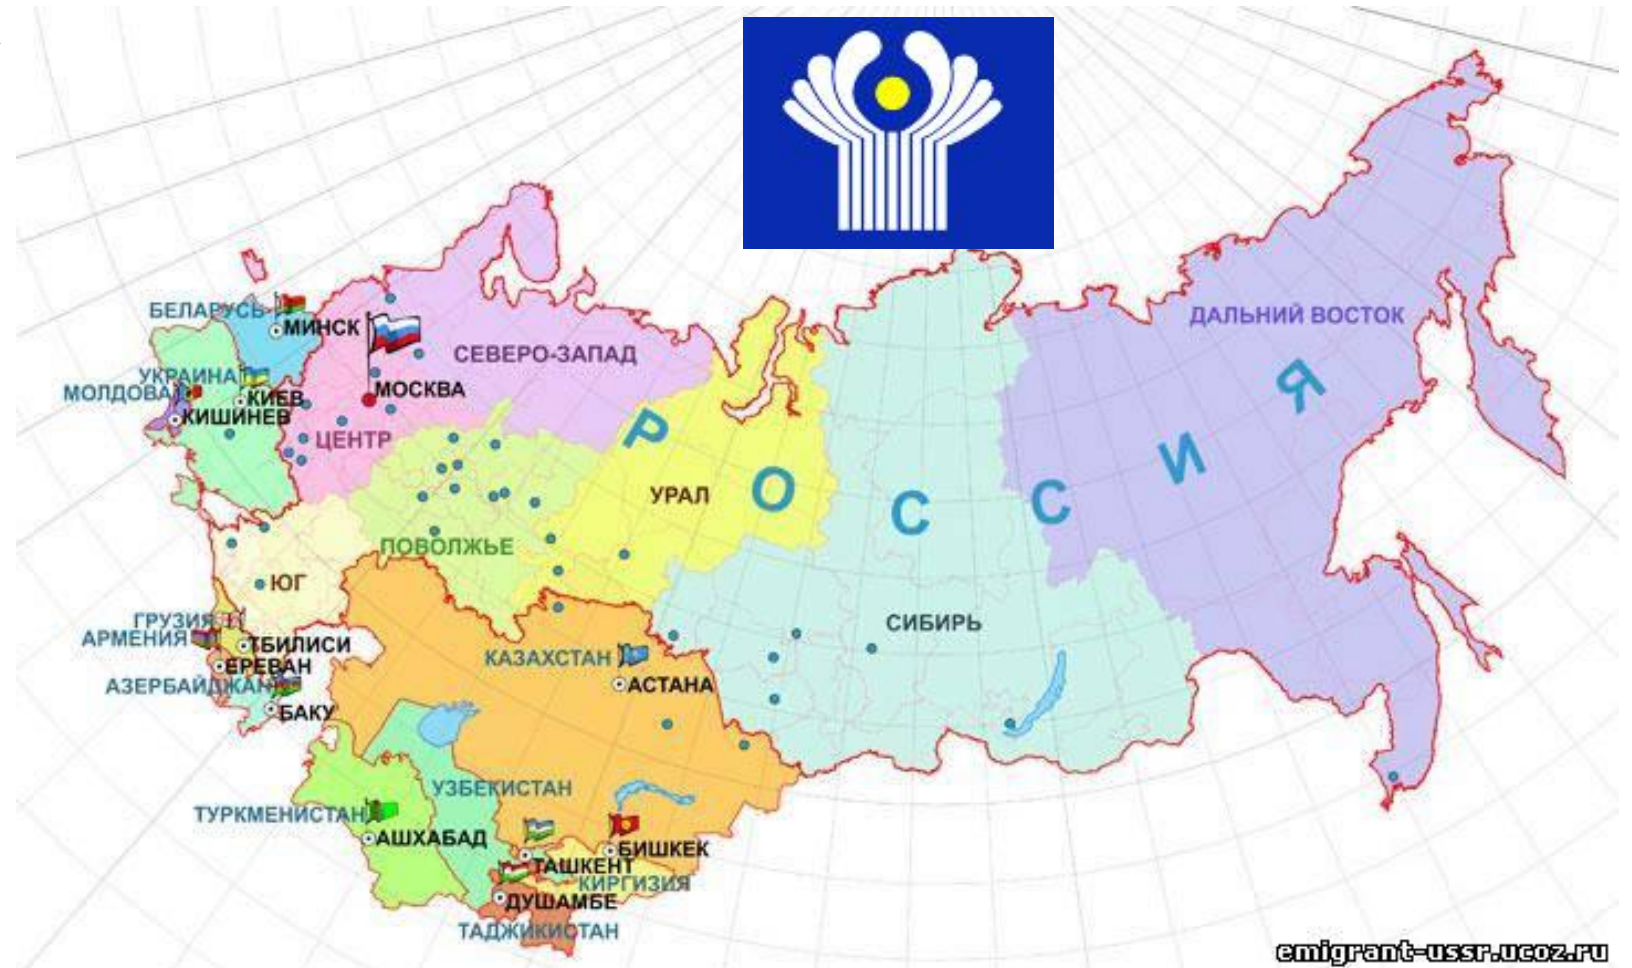 ДАЛЬНИЙ ВОСТОК
БЕЛАРУСЬ
МИНСК
СЕВЕРО-ЗАПАД
УКРАИНА
МОЛДОВА
КИЕВ
МОСКВА
КИШИНЕВ
ЦЕНТР
РОССИЯ
УРАЛ
ПОВОЛЖЬЕ
ЮГ
ГРУЗИЯ
АРМЕНИЯ
ТБИЛИСИ
ЕРЕВАН
СИБИРЬ
КАЗАХСТАН
АСТАНА
АЗЕРБАЙДЖАН
БАКУ
УЗБЕКИСТАН
ТУРКМЕНИСТАН
АШХАБАД
БИШКЕК
ТАШКЕНТ
КИРГИЗИЯ
ДУШАМБЕ
ТАДЖИКИСТАН
emigrant-ussr.ucoz.ru